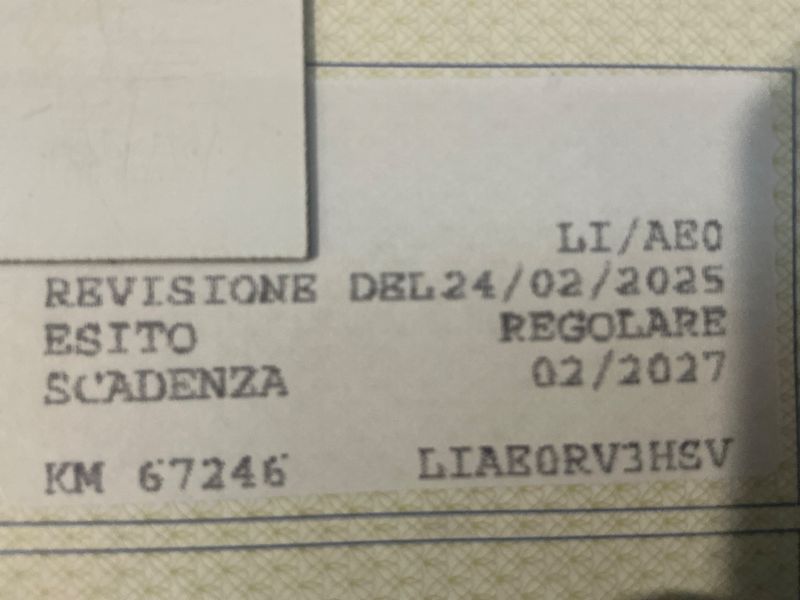 LI/AE0
REVISIONE DEL24/02/2025
ESITO REGOLARE
SCADENZA 02/2027
KM 67246 LIAE0RV3HSV